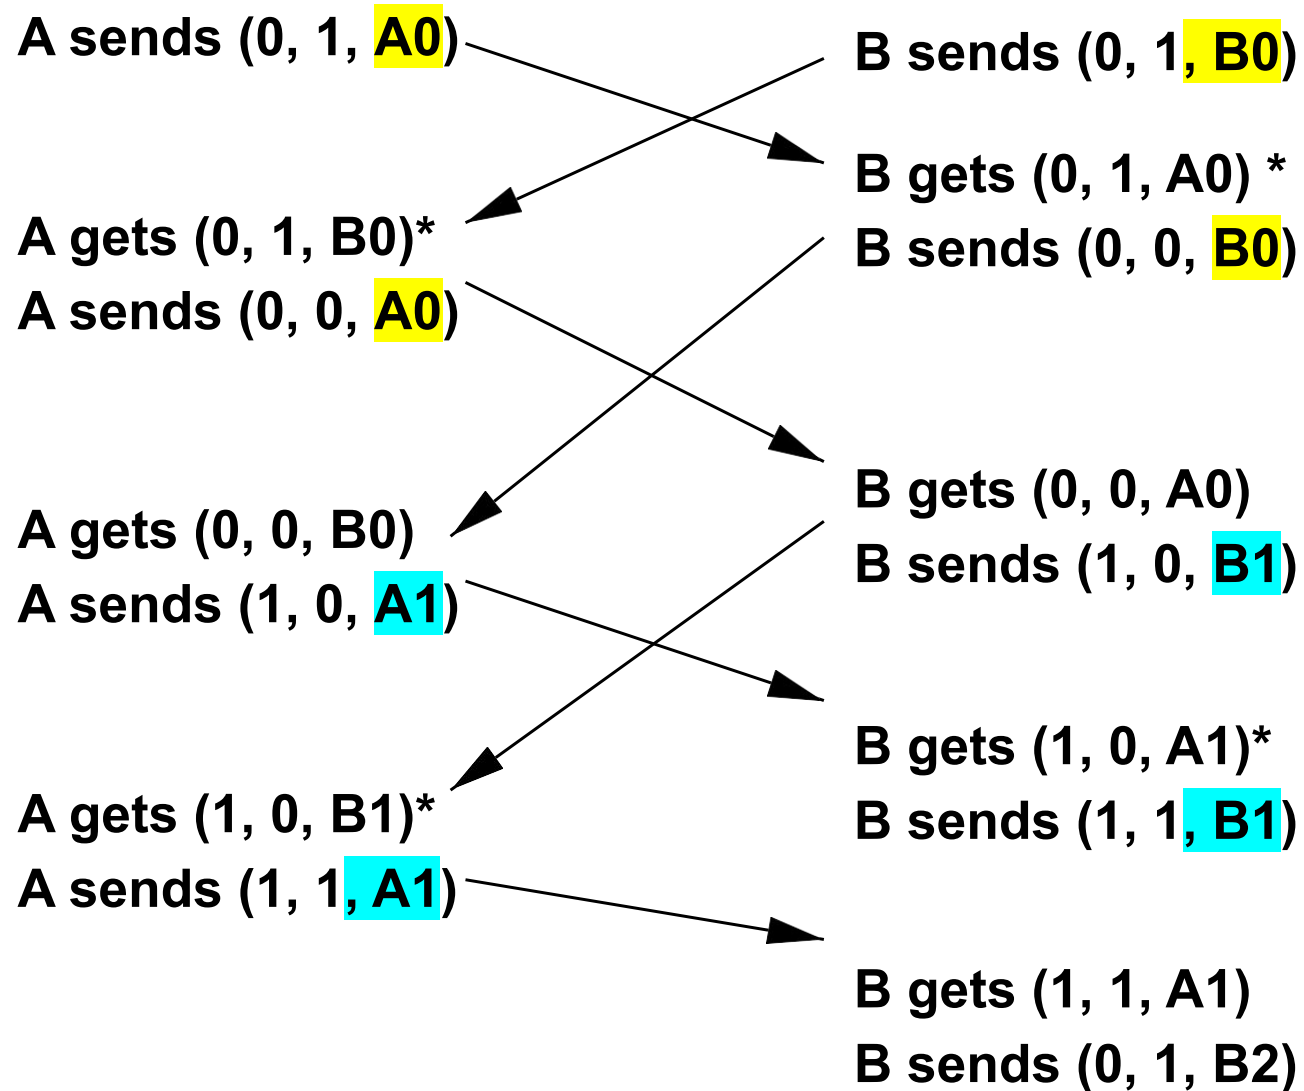 A sends (0, 1, A0)
B sends (0, 1, B0)
B gets (0, 1, A0) *
A gets (0, 1, B0)*
B sends (0, 0, B0)
A sends (0, 0, A0)
B gets (0, 0, A0)
A gets (0, 0, B0)
B sends (1, 0, B1)
A sends (1, 0, A1)
B gets (1, 0, A1)*
A gets (1, 0, B1)*
B sends (1, 1, B1)
A sends (1, 1, A1)
B gets (1, 1, A1)
B sends (0, 1, B2)